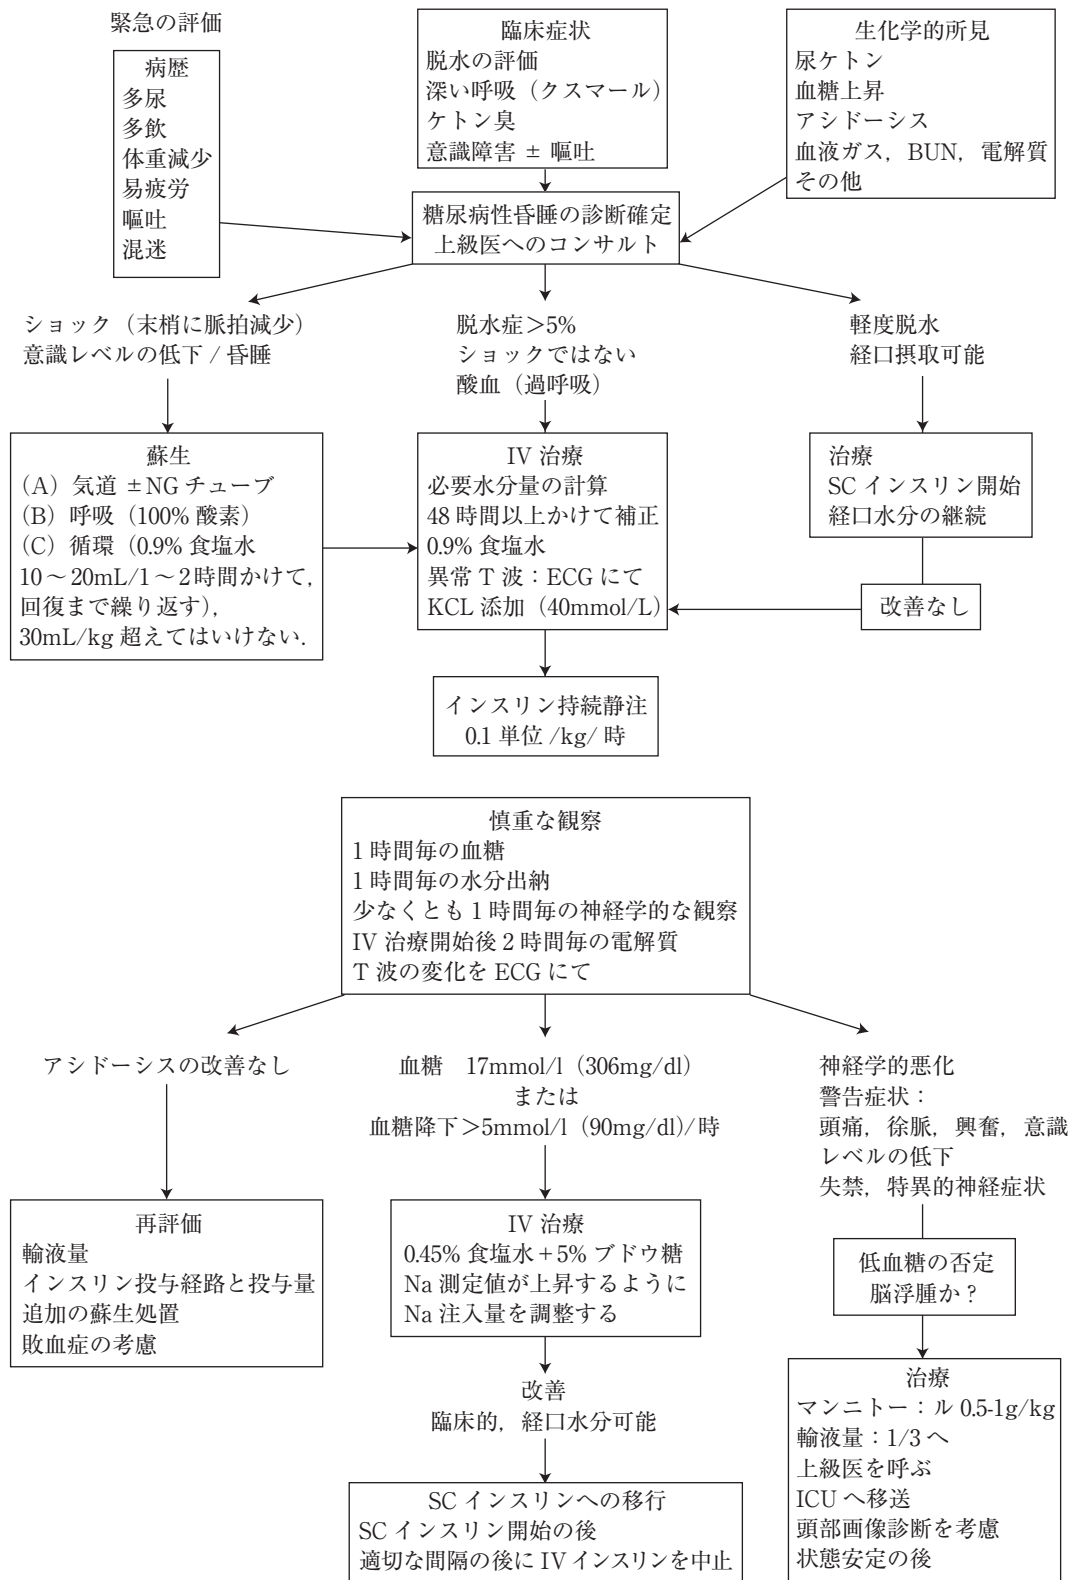 緊急の評価
病歴
多尿
多飲
体重減少
易疲労
嘔吐
混迷
臨床症状
脱水の評価
深い呼吸（クスマール）
ケトン臭
意識障害 ± 嘔吐
生化学的所見
尿ケトン
血糖上昇
アシドーシス
血液ガス，BUN，電解質
その他
糖尿病性昏睡の診断確定
上級医へのコンサルト
ショック（末梢に脈拍減少）
意識レベルの低下 / 昏睡
脱水症＞5%
ショックではない
酸血（過呼吸）
軽度脱水
経口摂取可能
蘇生
（A）気道 ±NG チューブ
（B）呼吸（100% 酸素）
（C）循環（0.9% 食塩水
10～20mL/1～2時間かけて，
回復まで繰り返す），
30mL/kg 超えてはいけない．
IV 治療
必要水分量の計算
48 時間以上かけて補正
0.9% 食塩水
異常 T 波：ECG にて
KCL 添加（40mmol/L）
治療
SC インスリン開始
経口水分の継続
改善なし
インスリン持続静注
0.1 単位 /kg/ 時
慎重な観察
1 時間毎の血糖
1 時間毎の水分出納
少なくとも 1 時間毎の神経学的な観察
IV 治療開始後 2 時間毎の電解質
T 波の変化を ECG にて
アシドーシスの改善なし
血糖　17mmol/l（306mg/dl）
または
血糖降下＞5mmol/l（90mg/dl）/ 時
神経学的悪化
警告症状：
頭痛，徐脈，興奮，意識
レベルの低下
失禁，特異的神経症状
再評価
輸液量
インスリン投与経路と投与量
追加の蘇生処置
敗血症の考慮
IV 治療
0.45% 食塩水＋5% ブドウ糖
Na 測定値が上昇するように
Na 注入量を調整する
低血糖の否定
脳浮腫か？
改善
臨床的，経口水分可能
治療
マンニトー：ル 0.5-1g/kg
輸液量：1/3 へ
上級医を呼ぶ
ICU へ移送
頭部画像診断を考慮
状態安定の後
SC インスリンへの移行
SC インスリン開始の後
適切な間隔の後に IV インスリンを中止